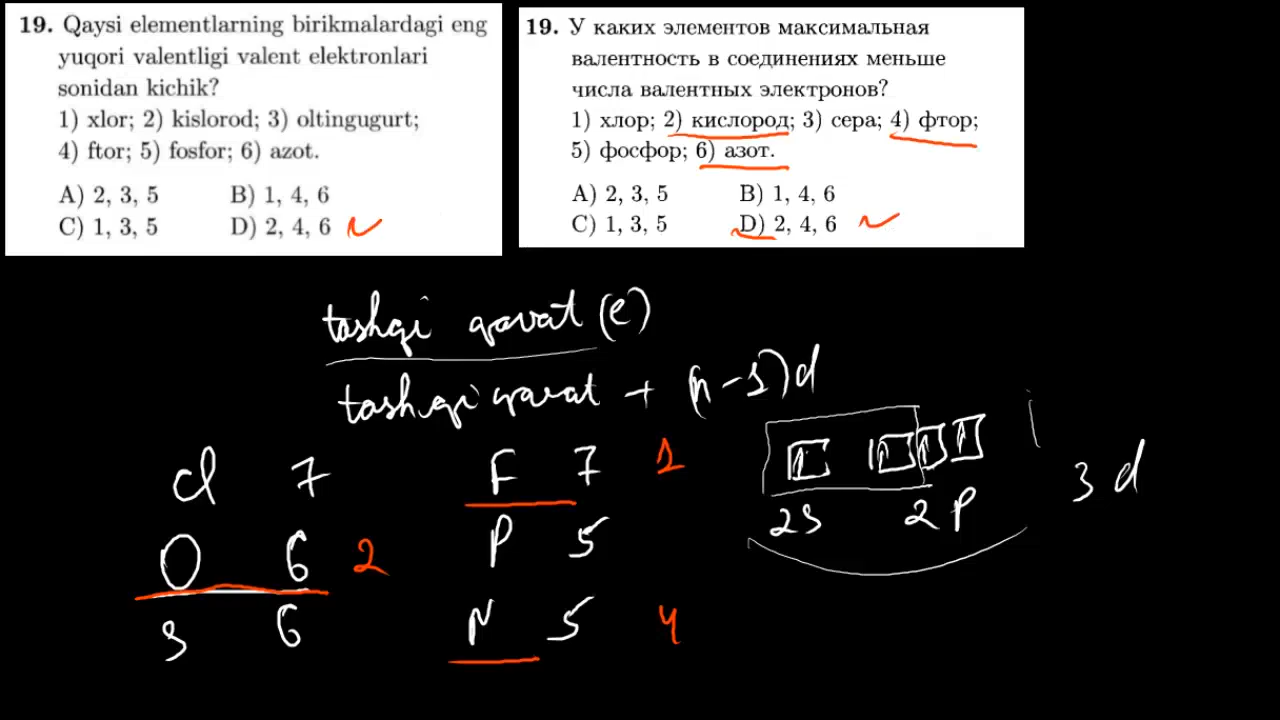 19. Qaysi elementlarning birikmalardagi eng
yuqori valentligi valent elektronlari
sonidan kichik?
1) xlor; 2) kislorod; 3) oltingugurt;
4) ftor; 5) fosfor; 6) azot.
A) 2, 3, 5 B) 1, 4, 6
C) 1, 3, 5 D) 2, 4, 6
19. У каких элементов максимальная
валентность в соединениях меньше
числа валентных электронов?
1) хлор; 2) кислород; 3) сера; 4) фтор;
5) фосфор; 6) азот.
A) 2, 3, 5 B) 1, 4, 6
C) 1, 3, 5 D) 2, 4, 6
tashqi qavat (e)
tashqi qavat + (n-1)d
Cl 7 F 7 1
O 6 2 P 5
S 6 N 5 4
2S 2P 3d